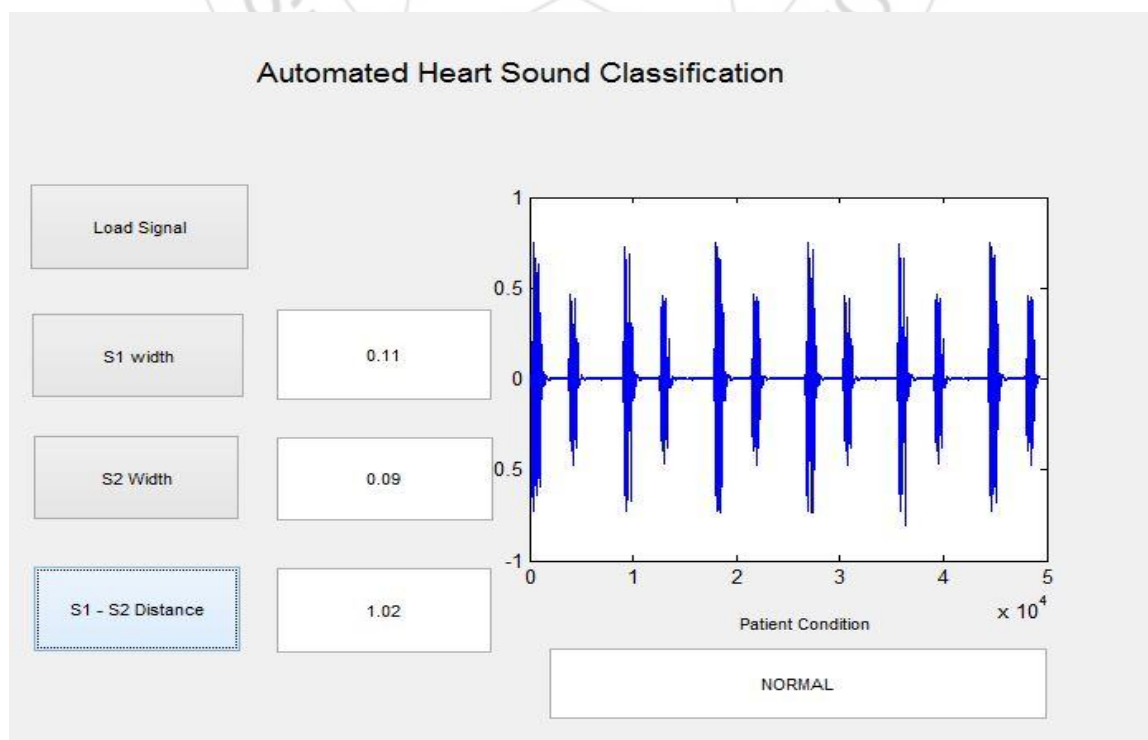 Automated Heart Sound Classification
Load Signal
S1 width
0.11
S2 Width
0.09
S1 - S2 Distance
1.02
1
0.5
0
0.5
-1
0 1 2 3 4 5
x 10^4
Patient Condition
NORMAL